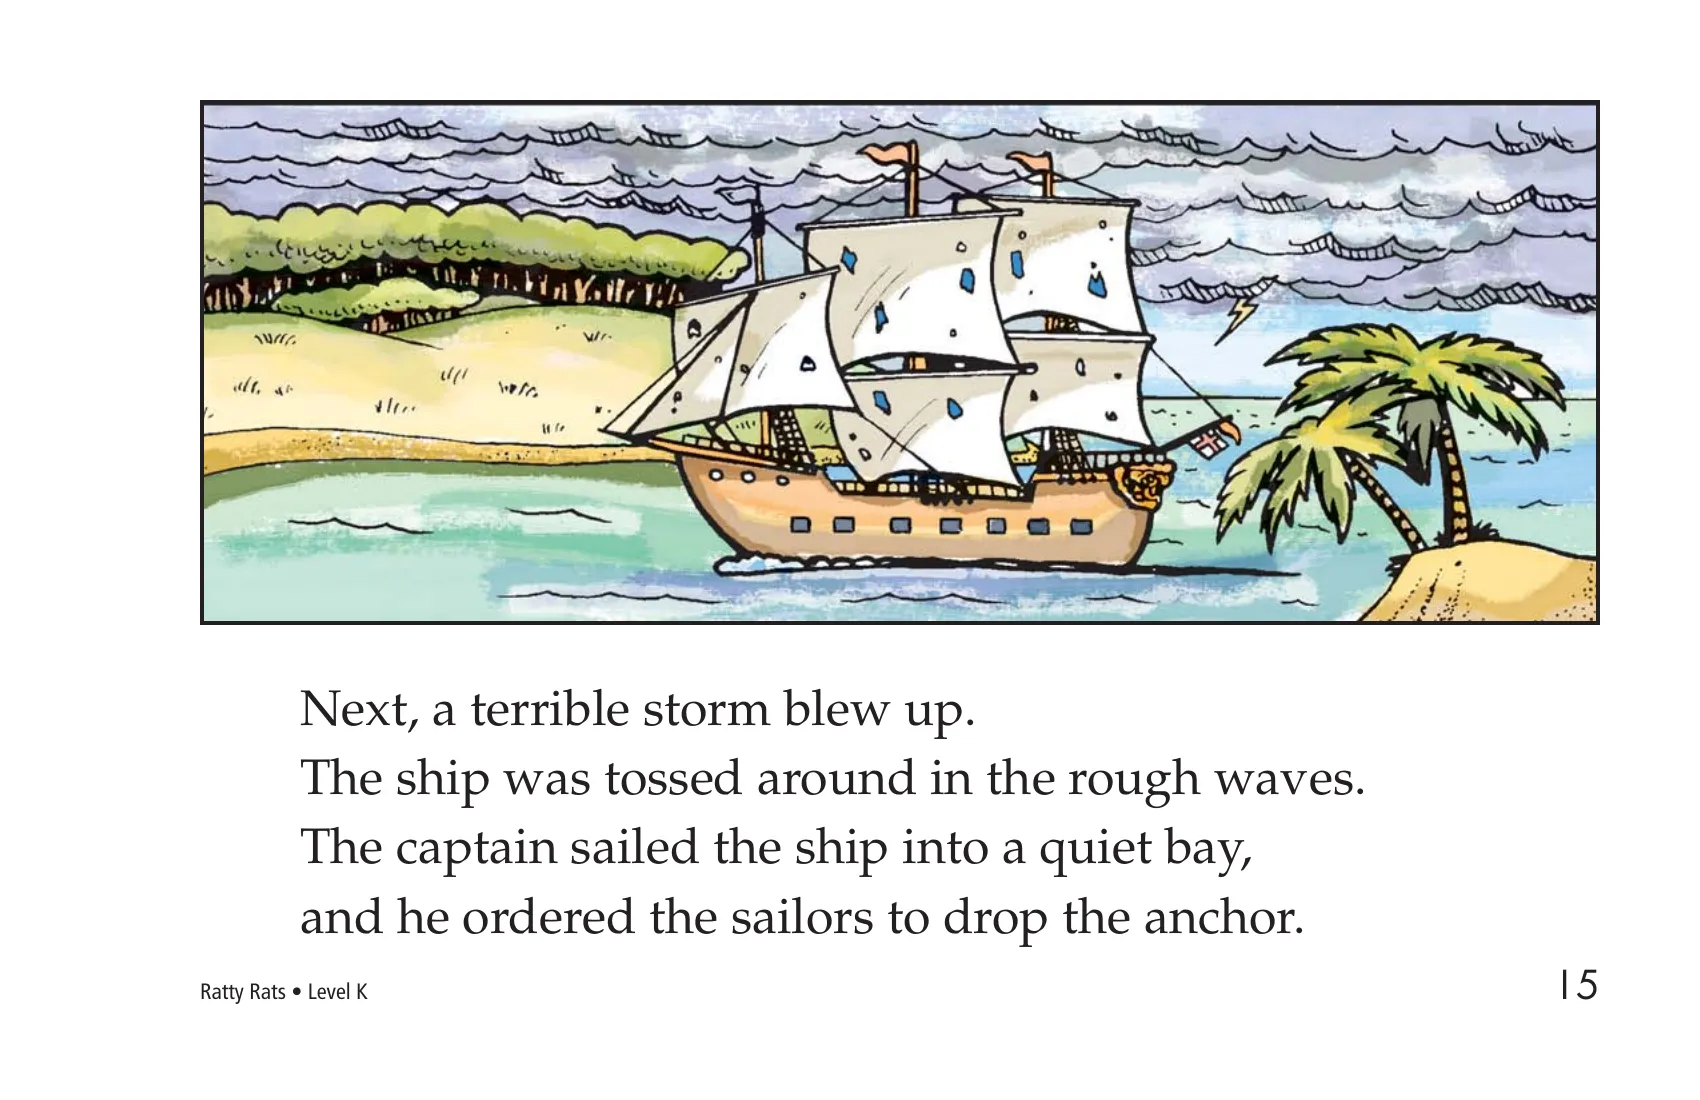 Next, a terrible storm blew up.
The ship was tossed around in the rough waves.
The captain sailed the ship into a quiet bay,
and he ordered the sailors to drop the anchor.
Ratty Rats • Level K
15